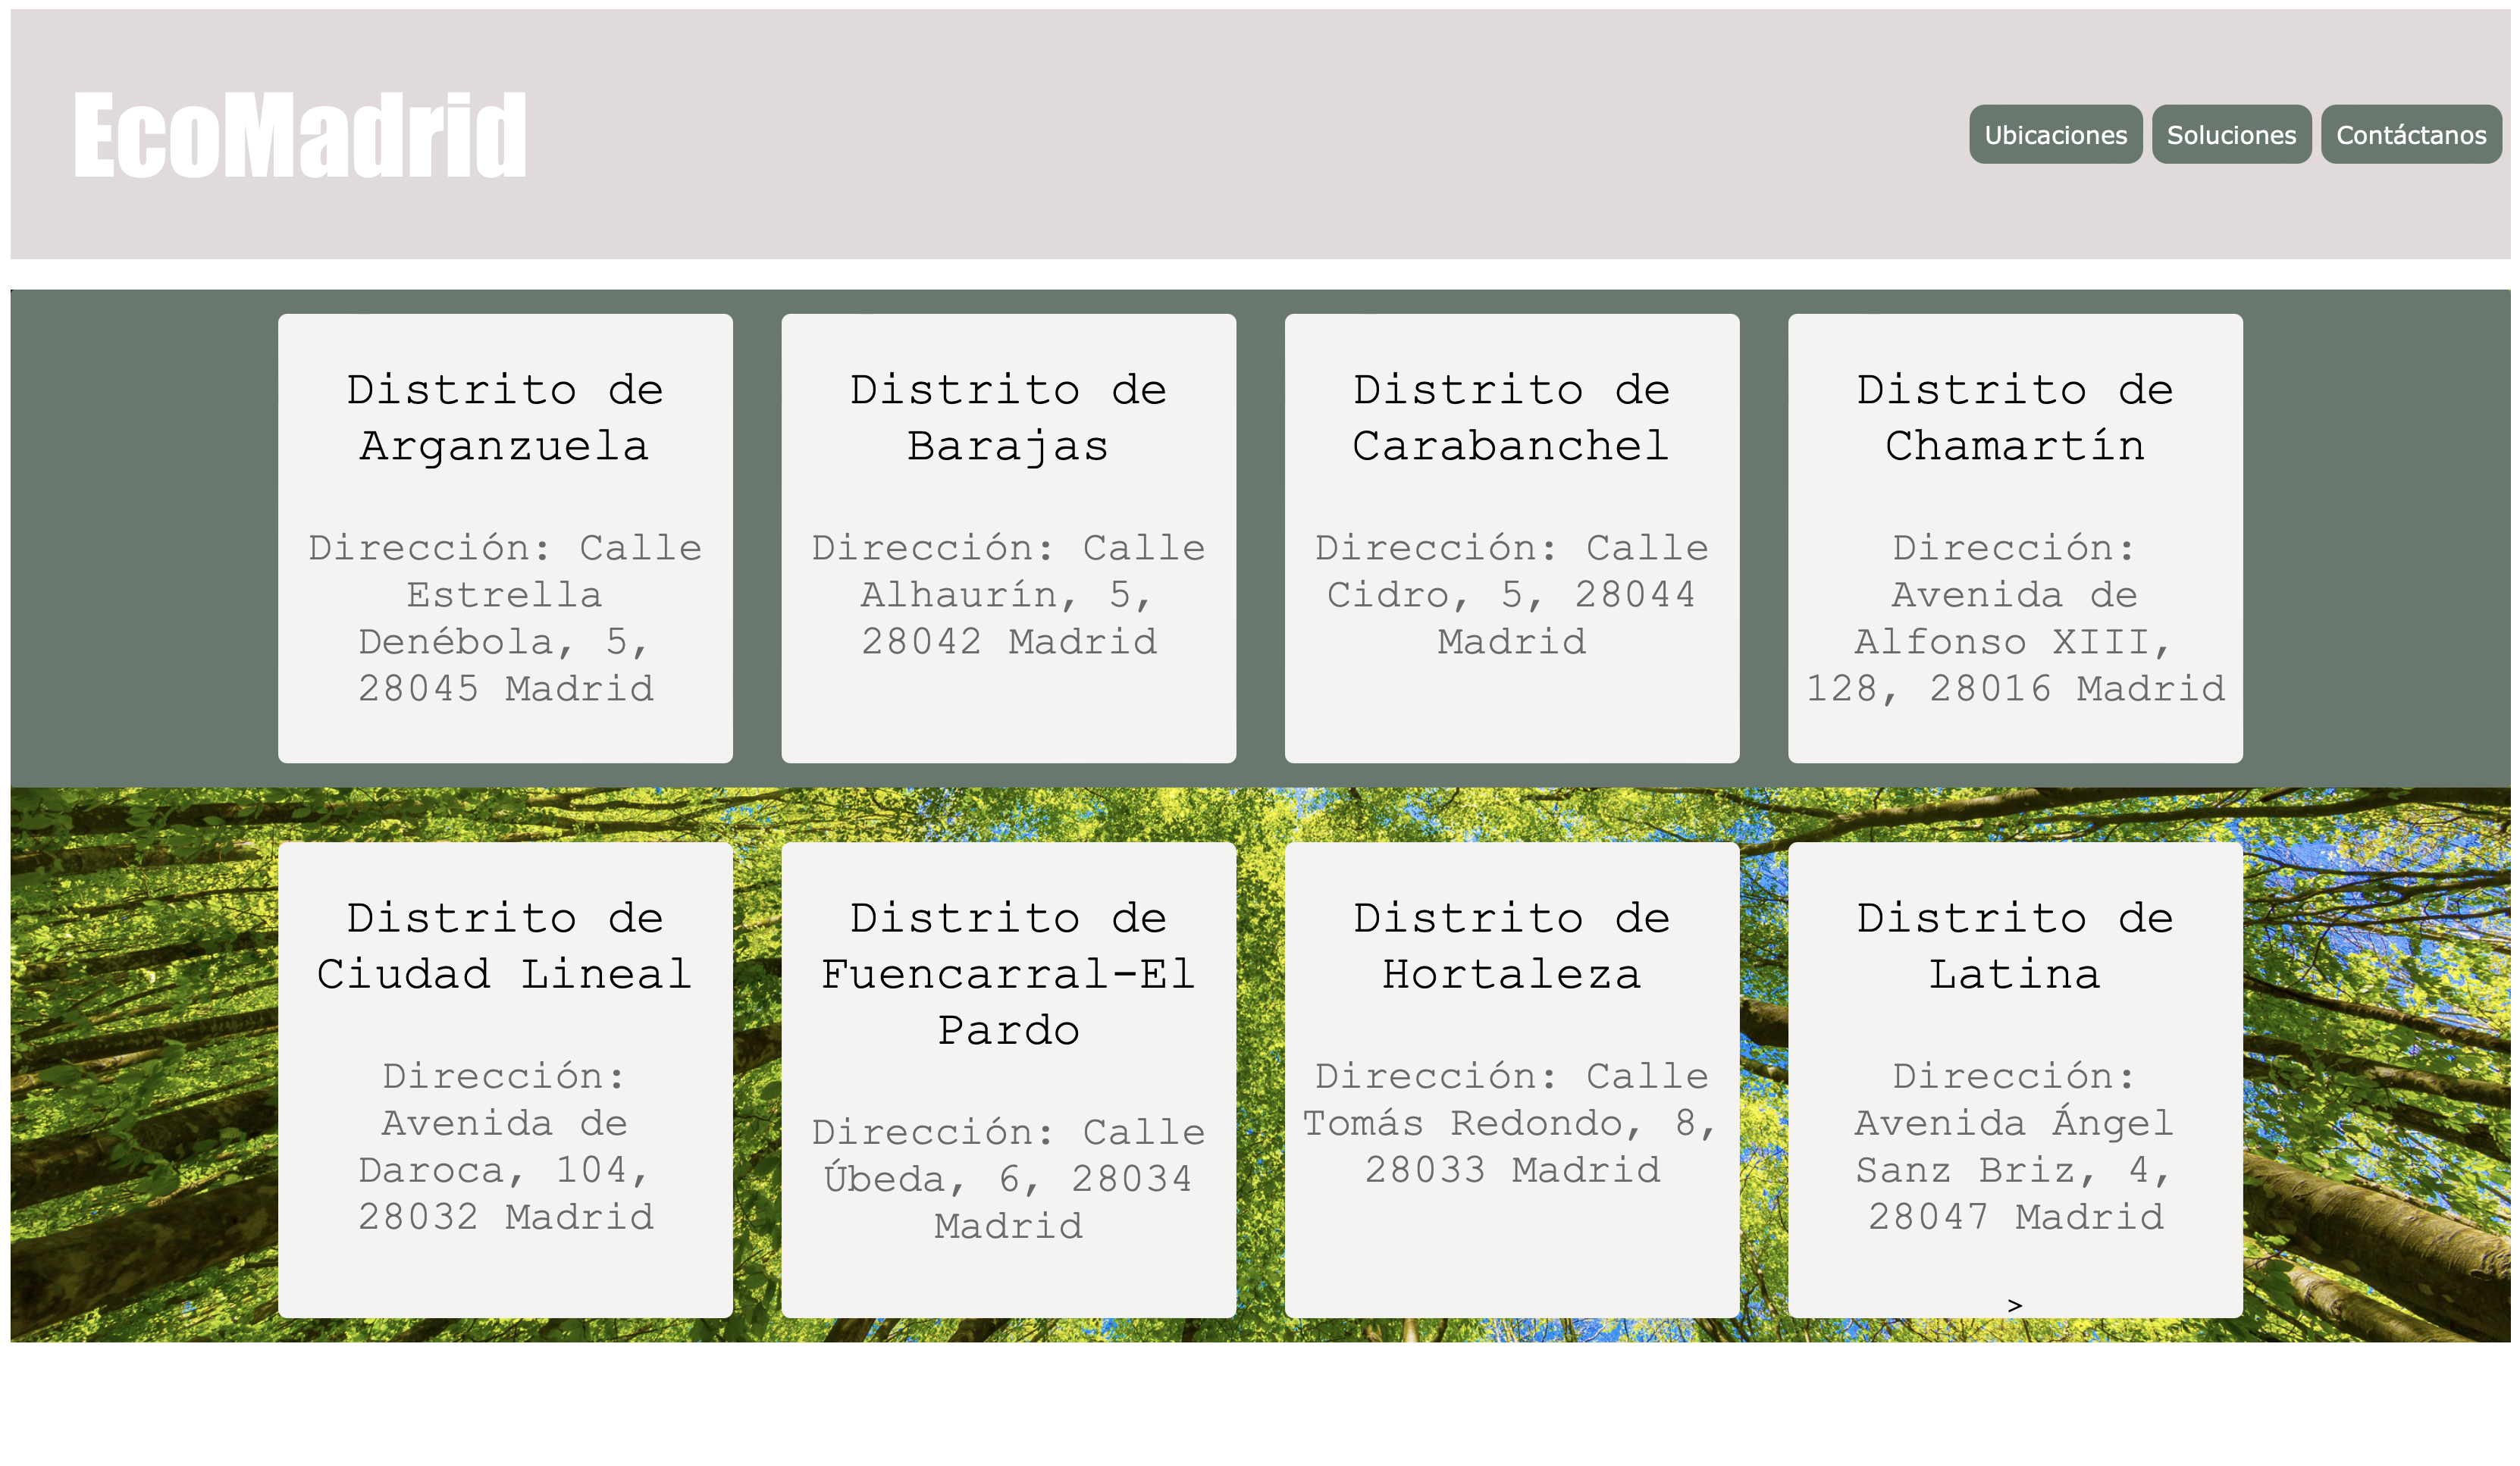 EcoMadrid
Ubicaciones
Soluciones
Contáctanos
Distrito de
Arganzuela
Dirección: Calle
Estrella
Denébola, 5,
28045 Madrid
Distrito de
Barajas
Dirección: Calle
Alhaurín, 5,
28042 Madrid
Distrito de
Carabanchel
Dirección: Calle
Cidro, 5, 28044
Madrid
Distrito de
Chamartín
Dirección:
Avenida de
Alfonso XIII,
128, 28016 Madrid
Distrito de
Ciudad Lineal
Dirección:
Avenida de
Daroca, 104,
28032 Madrid
Distrito de
Fuencarral-El
Pardo
Dirección: Calle
Úbeda, 6, 28034
Madrid
Distrito de
Hortaleza
Dirección: Calle
Tomás Redondo, 8,
28033 Madrid
Distrito de
Latina
Dirección:
Avenida Ángel
Sanz Briz, 4,
28047 Madrid
>